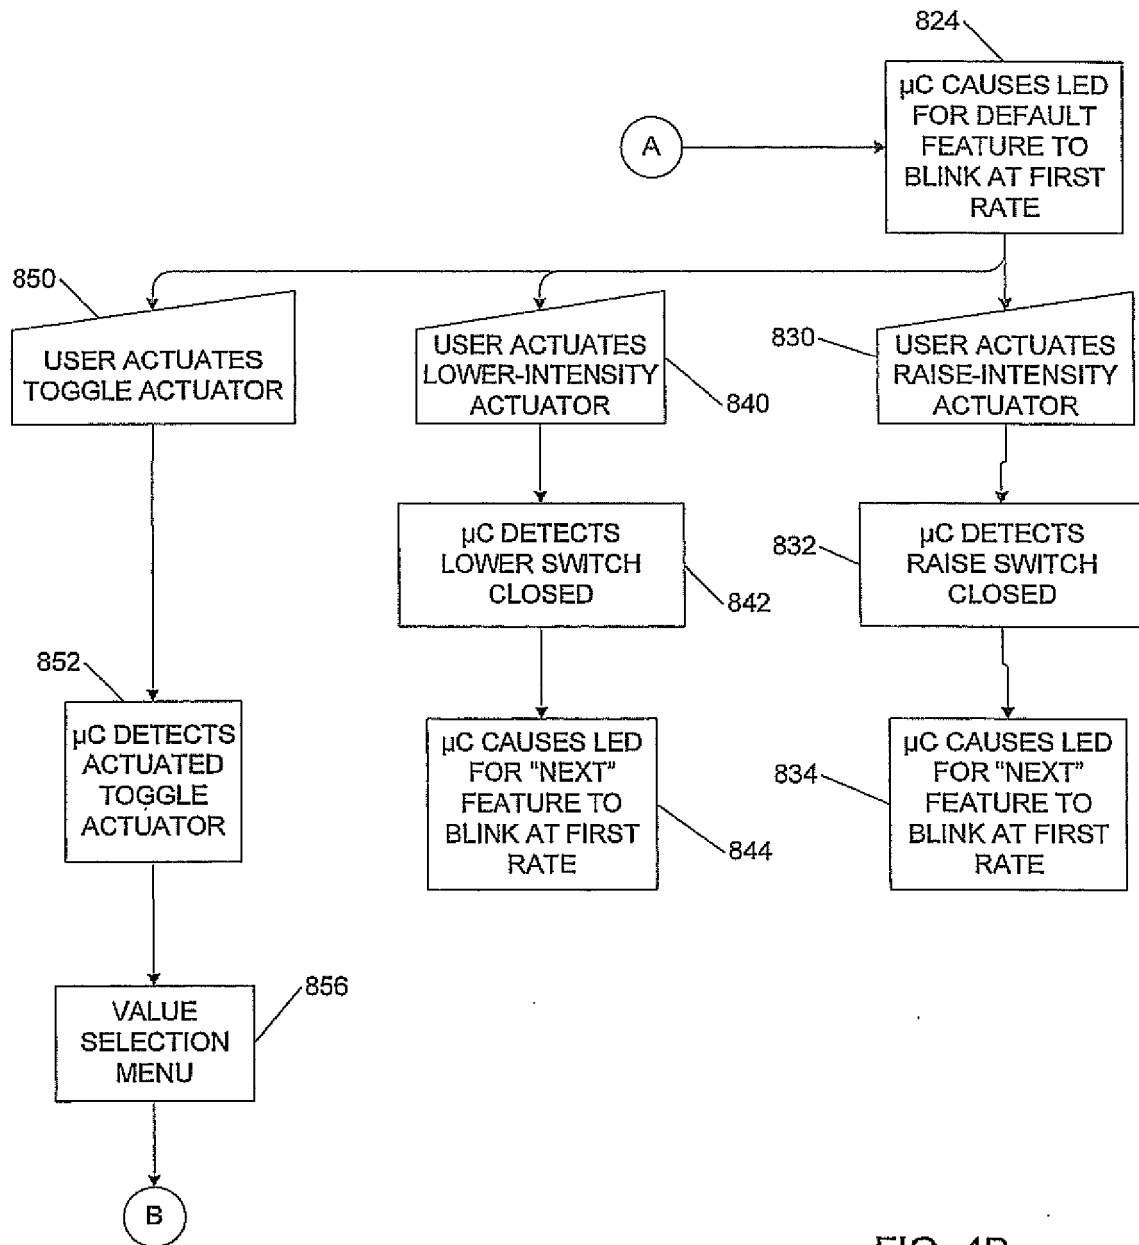 824
µC CAUSES LED
FOR DEFAULT
FEATURE TO
BLINK AT FIRST
RATE
A
850
USER ACTUATES
TOGGLE ACTUATOR
USER ACTUATES
LOWER-INTENSITY
ACTUATOR
840
830
USER ACTUATES
RAISE-INTENSITY
ACTUATOR
µC DETECTS
LOWER SWITCH
CLOSED
842
832
µC DETECTS
RAISE SWITCH
CLOSED
852
µC DETECTS
ACTUATED
TOGGLE
ACTUATOR
µC CAUSES LED
FOR "NEXT"
FEATURE TO
BLINK AT FIRST
RATE
844
834
µC CAUSES LED
FOR "NEXT"
FEATURE TO
BLINK AT FIRST
RATE
856
VALUE
SELECTION
MENU
B